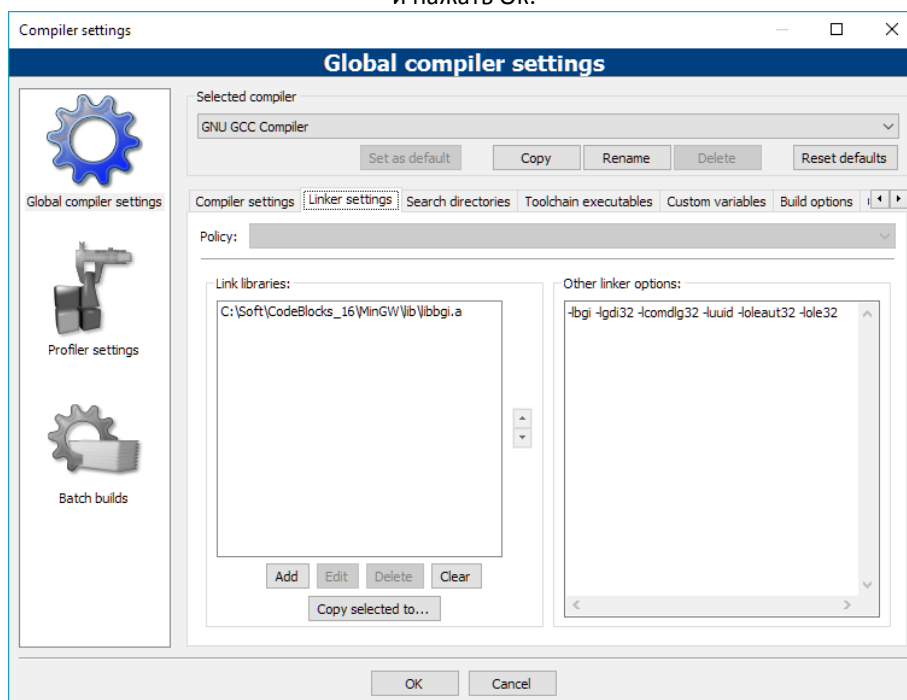 и нажать ОК.
Compiler settings
Global compiler settings
Global compiler settings
Profiler settings
Batch builds
Selected compiler
GNU GCC Compiler
Set as default Copy Rename Delete Reset defaults
Compiler settings Linker settings Search directories Toolchain executables Custom variables Build options
Policy:
Link libraries:
C:\Soft\CodeBlocks_16\MinGW\lib\libbgi.a
Add Edit Delete Clear
Copy selected to...
Other linker options:
-lbgi -lgdi32 -lcomdlg32 -luuid -loleaut32 -lole32
OK Cancel